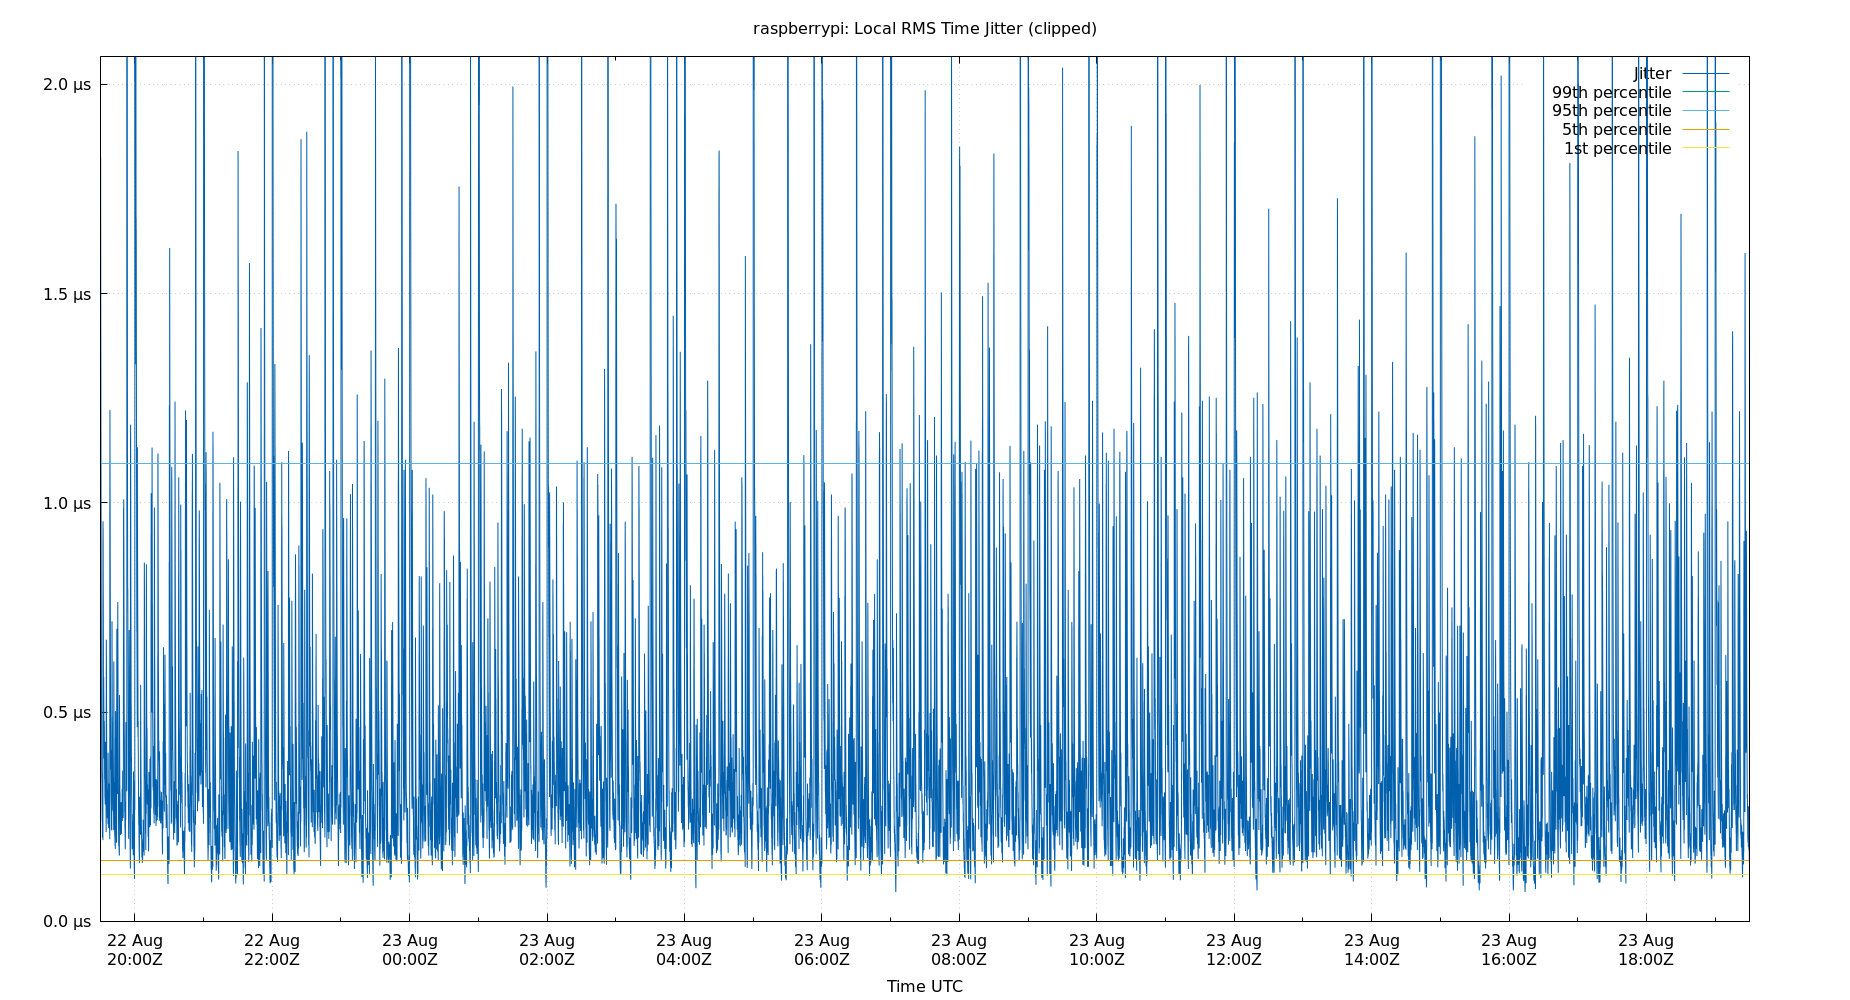 raspberrypi: Local RMS Time Jitter (clipped)
2.0 µs
1.5 µs
1.0 µs
0.5 µs
0.0 µs
Jitter
99th percentile
95th percentile
5th percentile
1st percentile
22 Aug
20:00Z
22 Aug
22:00Z
23 Aug
00:00Z
23 Aug
02:00Z
23 Aug
04:00Z
23 Aug
06:00Z
23 Aug
08:00Z
23 Aug
10:00Z
23 Aug
12:00Z
23 Aug
14:00Z
23 Aug
16:00Z
23 Aug
18:00Z
Time UTC